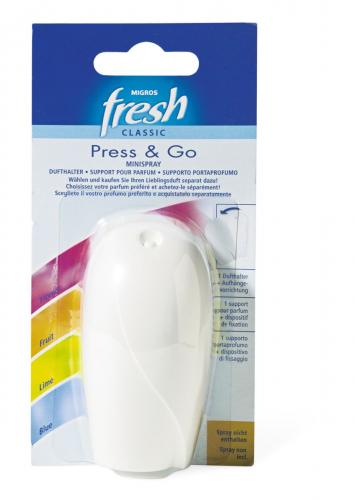 MIGROS
fresh
CLASSIC
Press & Go
MINISPRAY
DUFTHALTER • SUPPORT POUR PARFUM • SUPPORTO PORTAPROFUMO
Wählen und kaufen Sie Ihren Lieblingsduft separat dazu!
Choisissez votre parfum préféré et achetez-le séparément!
Scegliete il vostro profumo preferito e acquistatelo separatamente
1 Dufthalter
+ Aufhänge-
vorrichtung
1 support
pour parfum
+ dispositif
de fixation
1 supporto
portaprofumo
+ dispositivo
di fissaggio
Fruit
Lime
Blue
Spray nicht
enthalten
Spray non
incl.